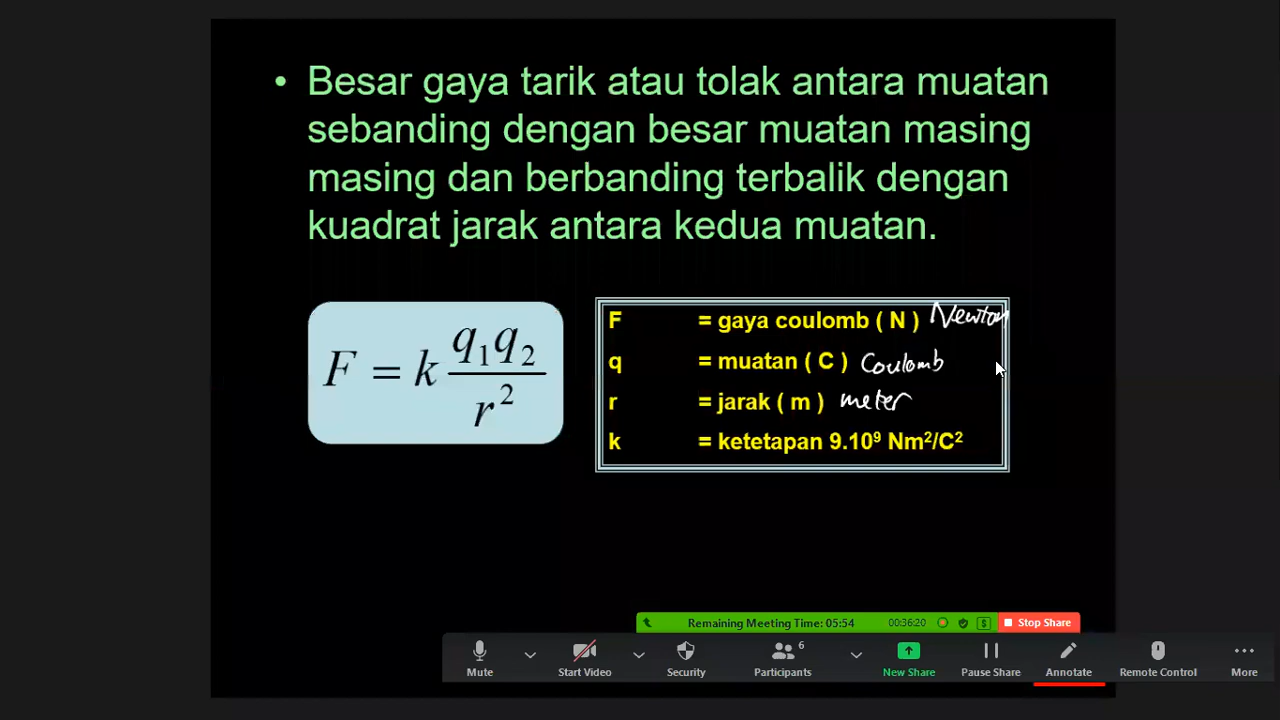 • Besar gaya tarik atau tolak antara muatan
sebanding dengan besar muatan masing
masing dan berbanding terbalik dengan
kuadrat jarak antara kedua muatan.
F = k q₁q₂ / r²
F = gaya coulomb ( N ) Newton
q = muatan ( C ) Coulomb
r = jarak ( m ) meter
k = ketetapan 9.10⁹ Nm²/C²
Remaining Meeting Time: 05:54 00:36:20 Stop Share
6
Mute Start Video Security Participants New Share Pause Share Annotate Remote Control More